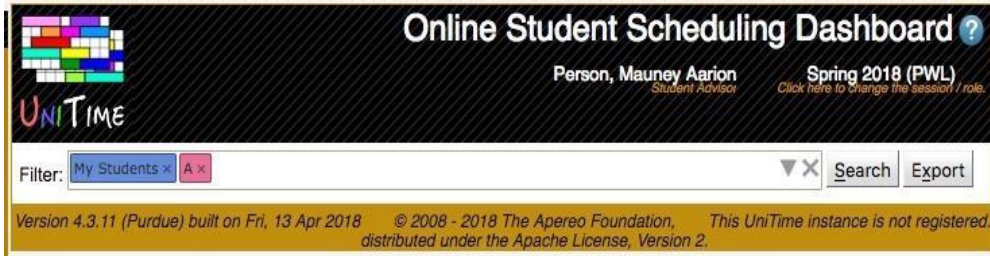 Online Student Scheduling Dashboard ?
Person, Mauney Aarion
Student Advisor
Spring 2018 (PWL)
Click here to change the session / role.
UNITIME
Filter: My Students × A × Search Export
Version 4.3.11 (Purdue) built on Fri, 13 Apr 2018 © 2008 - 2018 The Apereo Foundation, This UniTime instance is not registered.
distributed under the Apache License, Version 2.